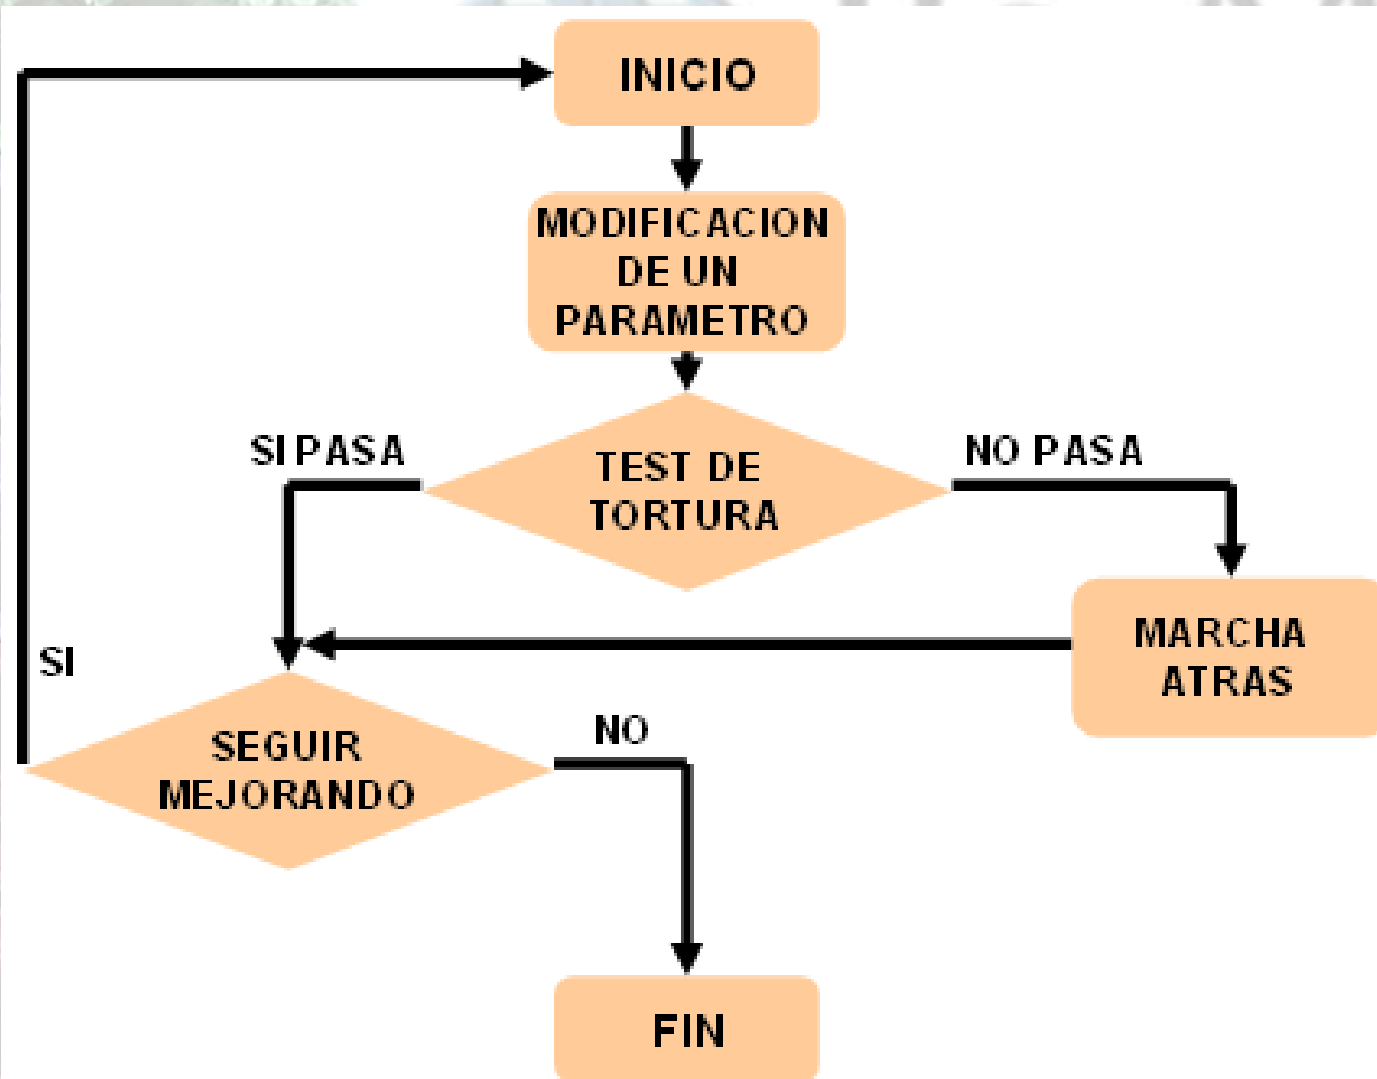 INICIO
MODIFICACION
DE UN
PARAMETRO
SI PASA
TEST DE
TORTURA
NO PASA
MARCHA
ATRAS
SI
SEGUIR
MEJORANDO
NO
FIN